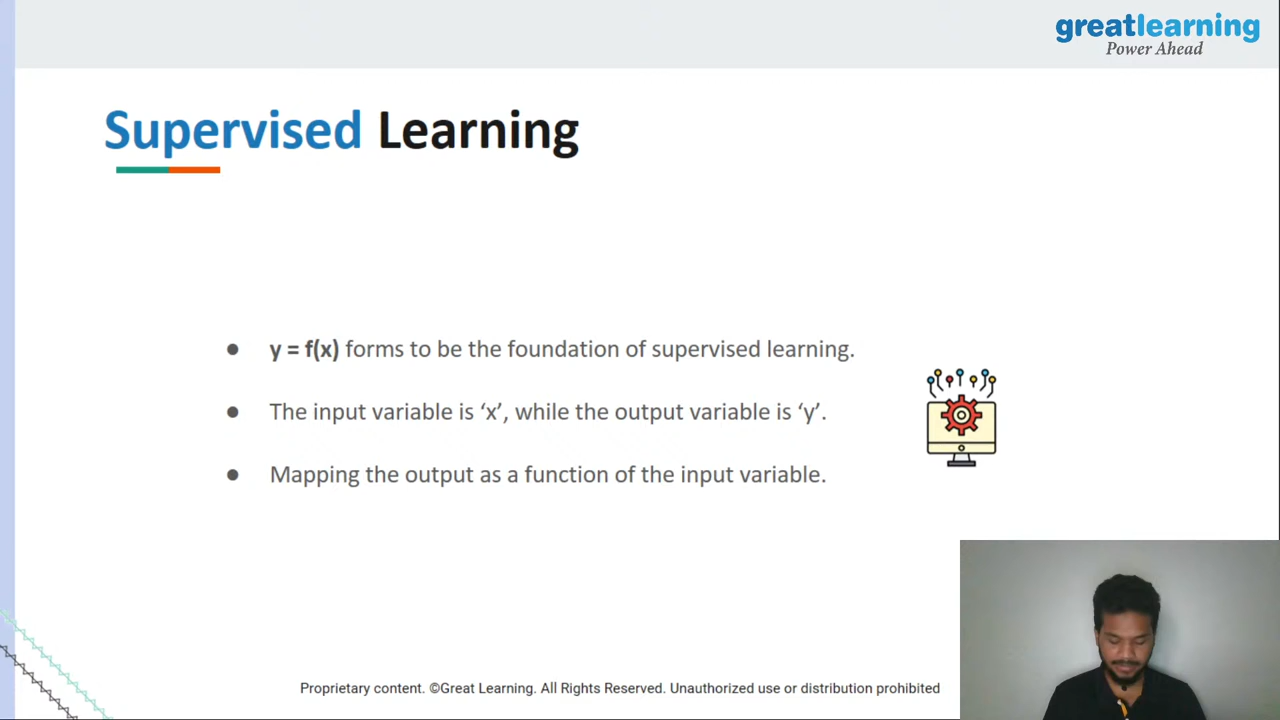 greatlearning
Power Ahead
Supervised Learning
● y = f(x) forms to be the foundation of supervised learning.
● The input variable is ‘x’, while the output variable is ‘y’.
● Mapping the output as a function of the input variable.
Proprietary content. ©Great Learning. All Rights Reserved. Unauthorized use or distribution prohibited